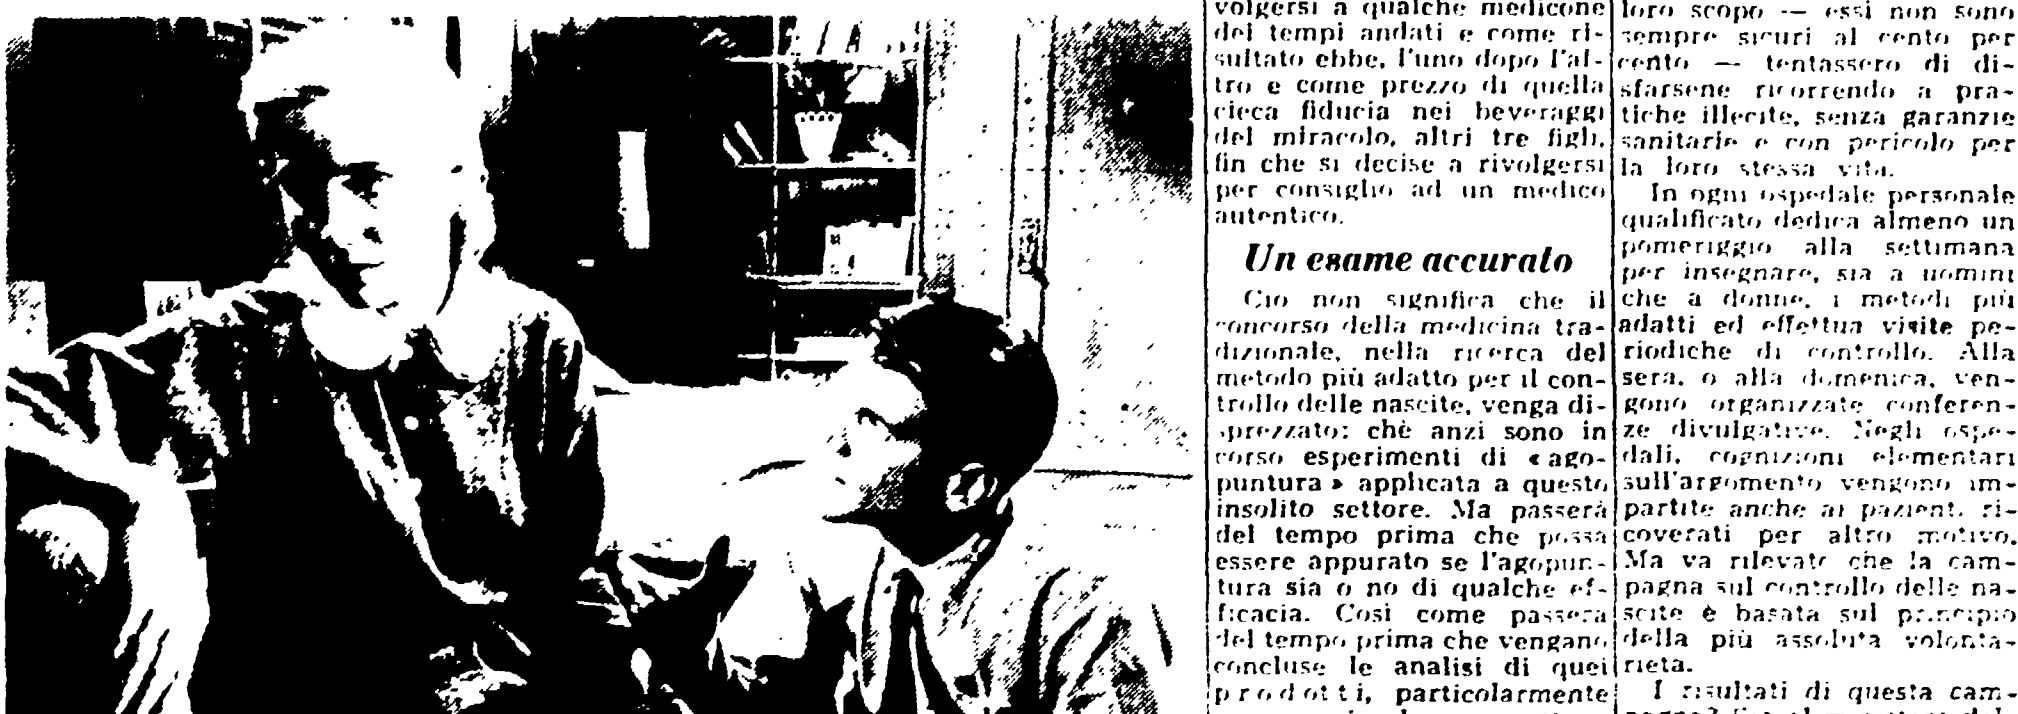 volgersi a qualche medicone
dei tempi andati e come ri-
sultato ebbe, l'uno dopo l'al-
tro e come prezzo di quella
cieca fiducia nei beveraggi
del miracolo, altri tre figli,
fin che si decise a rivolgersi
per consiglio ad un medico
autentico.
Un esame accurato
Ciò non significa che il
concorso della medicina tra-
dizionale, nella ricerca del
metodo più adatto per il con-
trollo delle nascite, venga di-
sprezzato: chè anzi sono in
corso esperimenti di « ago-
puntura » applicata a questo
insolito settore. Ma passerà
del tempo prima che possa
essere appurato se l'agopun-
tura sia o no di qualche ef-
ficacia. Così come passerà
del tempo prima che vengano
concluse le analisi di quei
prodotti, particolarmente
loro scopo — essi non sono
sempre sicuri al cento per
cento — tentassero di di-
sfarsene ricorrendo a pra-
tiche illecite, senza garanzie
sanitarie e con pericolo per
la loro stessa vita.
In ogni ospedale personale
qualificato dedica almeno un
pomeriggio alla settimana
per insegnare, sia a uomini
che a donne, i metodi più
adatti ed effettua visite pe-
riodiche di controllo. Alla
sera, o alla domenica, ven-
gono organizzate conferen-
ze divulgative. Negli ospe-
dali, cognizioni elementari
sull'argomento vengono im-
partite anche ai pazienti ri-
coverati per altro motivo.
Ma va rilevato che la cam-
pagna sul controllo delle na-
scite è basata sul principio
della più assoluta volonta-
rietà.
I risultati di questa cam-